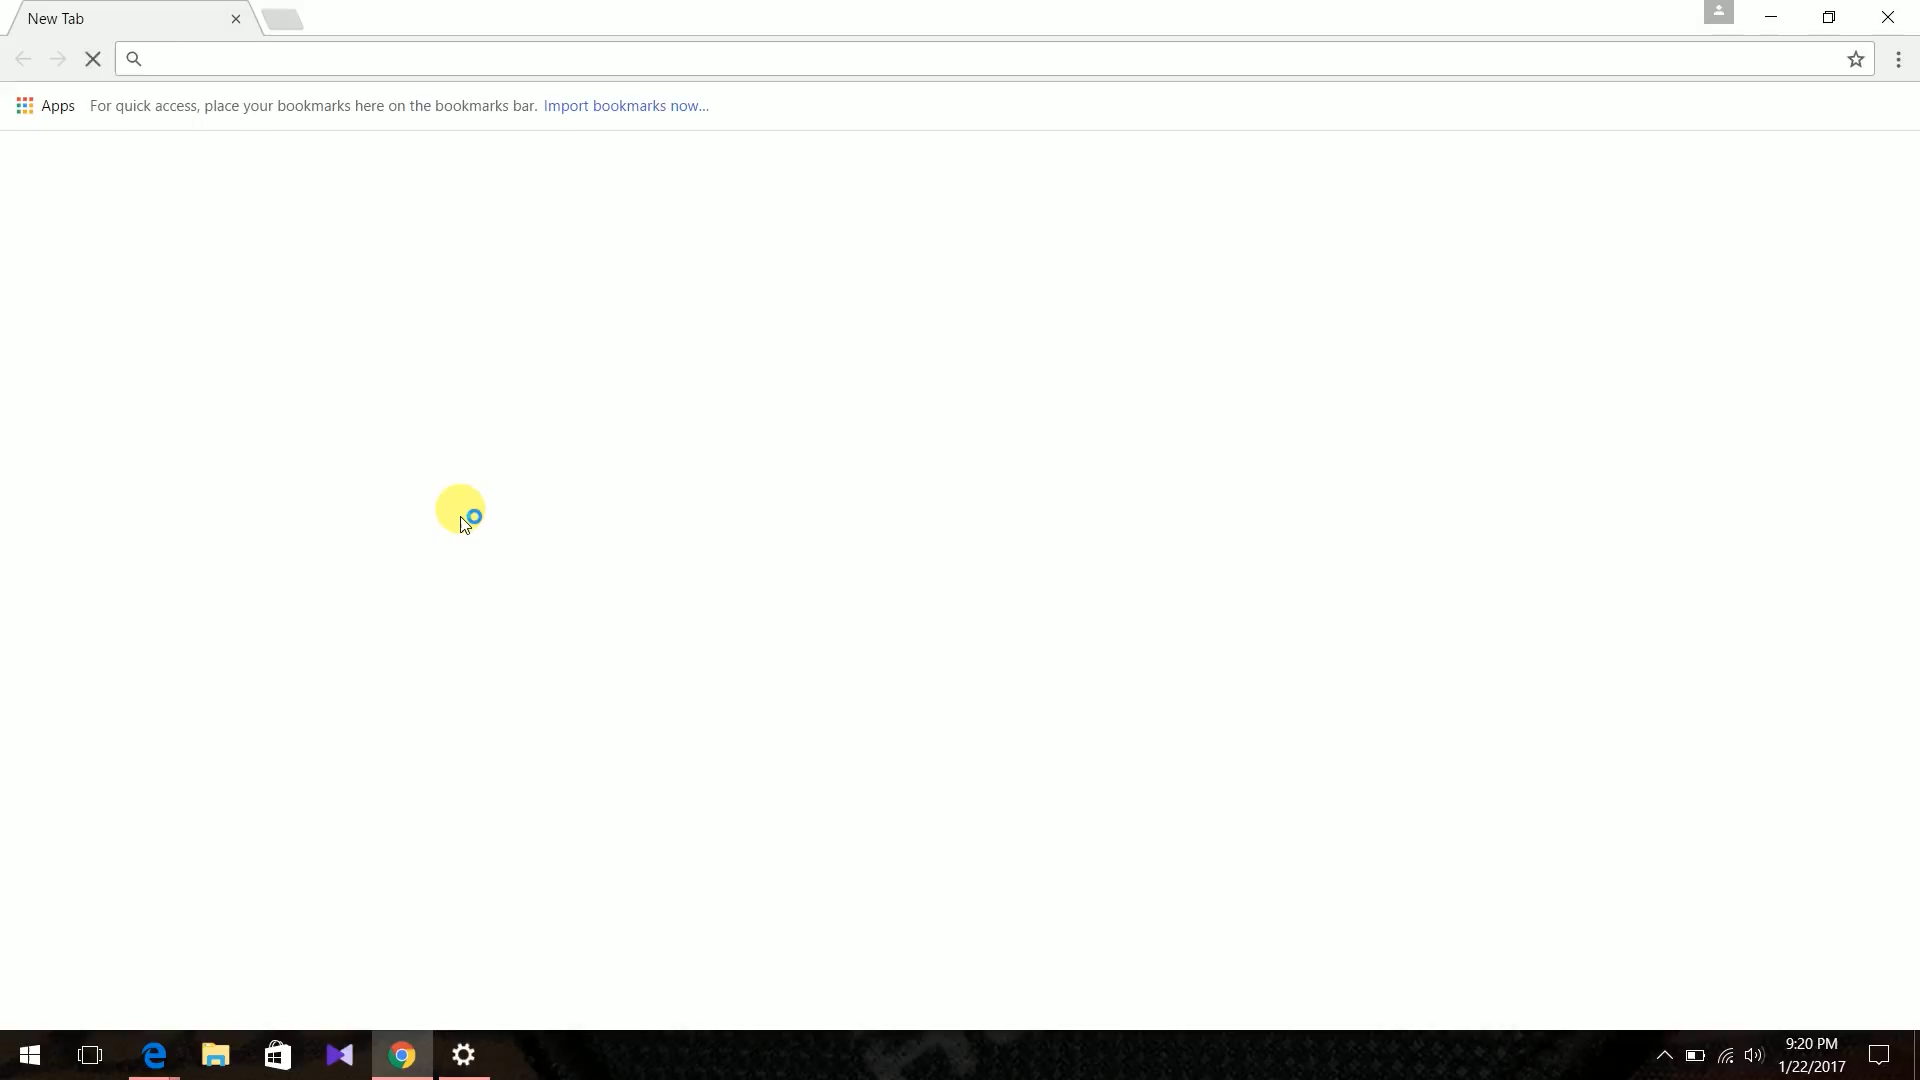 New Tab
Apps For quick access, place your bookmarks here on the bookmarks bar. Import bookmarks now...
9:20 PM
1/22/2017